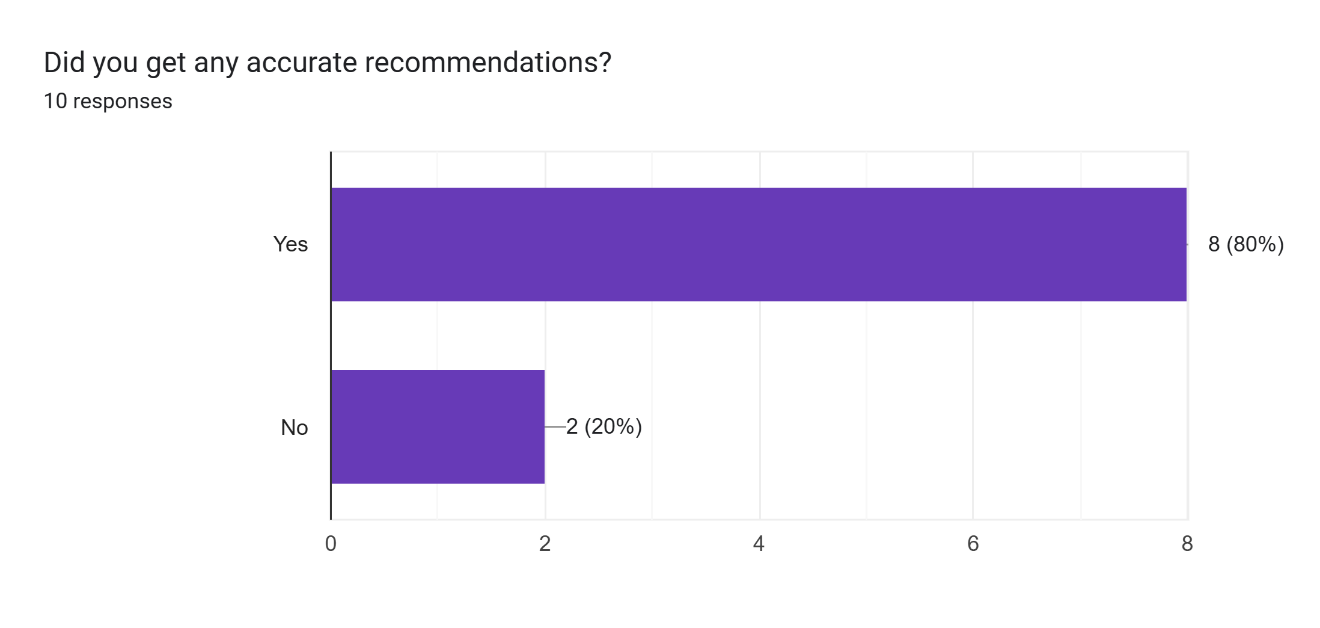 Did you get any accurate recommendations?
10 responses
Yes
8 (80%)
No
2 (20%)
0 2 4 6 8